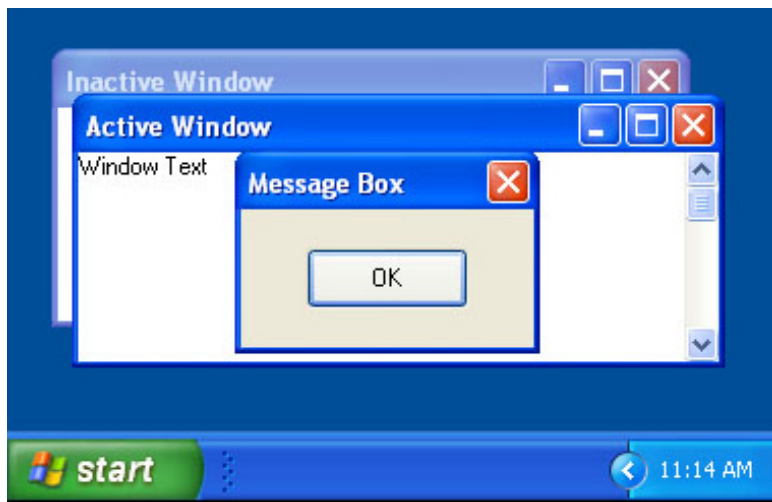 Inactive Window
Active Window
Window Text
Message Box
OK
start
11:14 AM